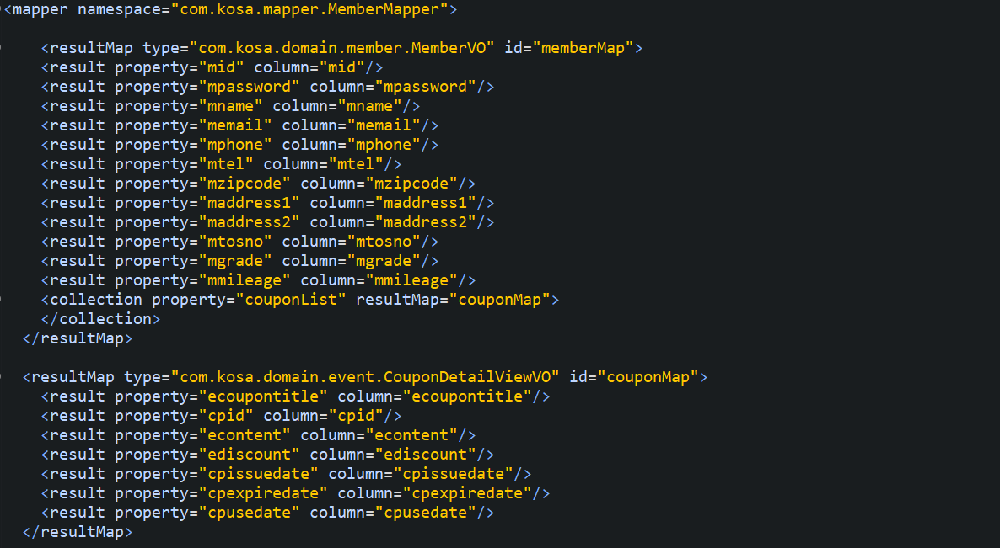 <mapper namespace="com.kosa.mapper.MemberMapper">
<resultMap type="com.kosa.domain.member.MemberVO" id="memberMap">
<result property="mid" column="mid"/>
<result property="mpassword" column="mpassword"/>
<result property="mname" column="mname"/>
<result property="memail" column="memail"/>
<result property="mphone" column="mphone"/>
<result property="mtel" column="mtel"/>
<result property="mzipcode" column="mzipcode"/>
<result property="maddress1" column="maddress1"/>
<result property="maddress2" column="maddress2"/>
<result property="mtosno" column="mtosno"/>
<result property="mgrade" column="mgrade"/>
<result property="mmileage" column="mmileage"/>
<collection property="couponList" resultMap="couponMap">
</collection>
</resultMap>
<resultMap type="com.kosa.domain.event.CouponDetailViewVO" id="couponMap">
<result property="ecoupontitle" column="ecoupontitle"/>
<result property="cpid" column="cpid"/>
<result property="econtent" column="econtent"/>
<result property="ediscount" column="ediscount"/>
<result property="cpissuedate" column="cpissuedate"/>
<result property="cpexpiredate" column="cpexpiredate"/>
<result property="cpusedate" column="cpusedate"/>
</resultMap>